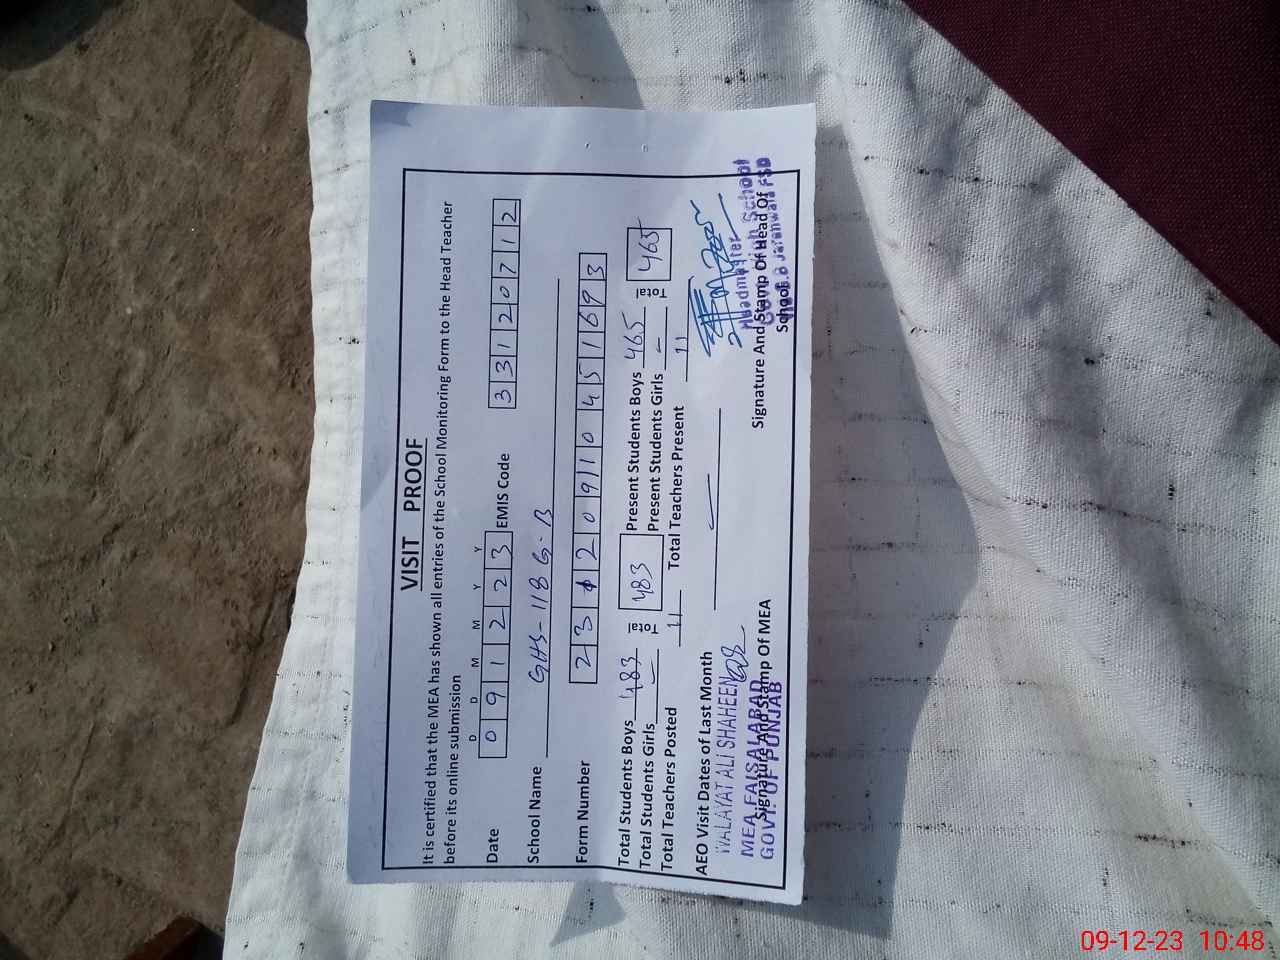 VISIT PROOF
It is certified that the MEA has shown all entries of the School Monitoring Form to the Head Teacher
before its online submission
D D M M Y Y
Date 0 9 1 2 2 3 EMIS Code 3 3 1 2 0 7 1 2
School Name GHS-118 G.B
Form Number 2 3 1 2 0 9 1 0 4 5 1 6 9 3
Total Students Boys 483 Total 483 Present Students Boys 465 Total 465
Total Students Girls — Present Students Girls —
Total Teachers Posted 11 Total Teachers Present 11
AEO Visit Dates of Last Month —
WALAYAT ALI SHAHEEN
MEA FAISALABAD
GOVT. OF PUNJAB
Signature And Stamp Of MEA
Headmaster
High School
G.B Jaranwala FSD
Signature And Stamp Of Head Of
School
09-12-23 10:48